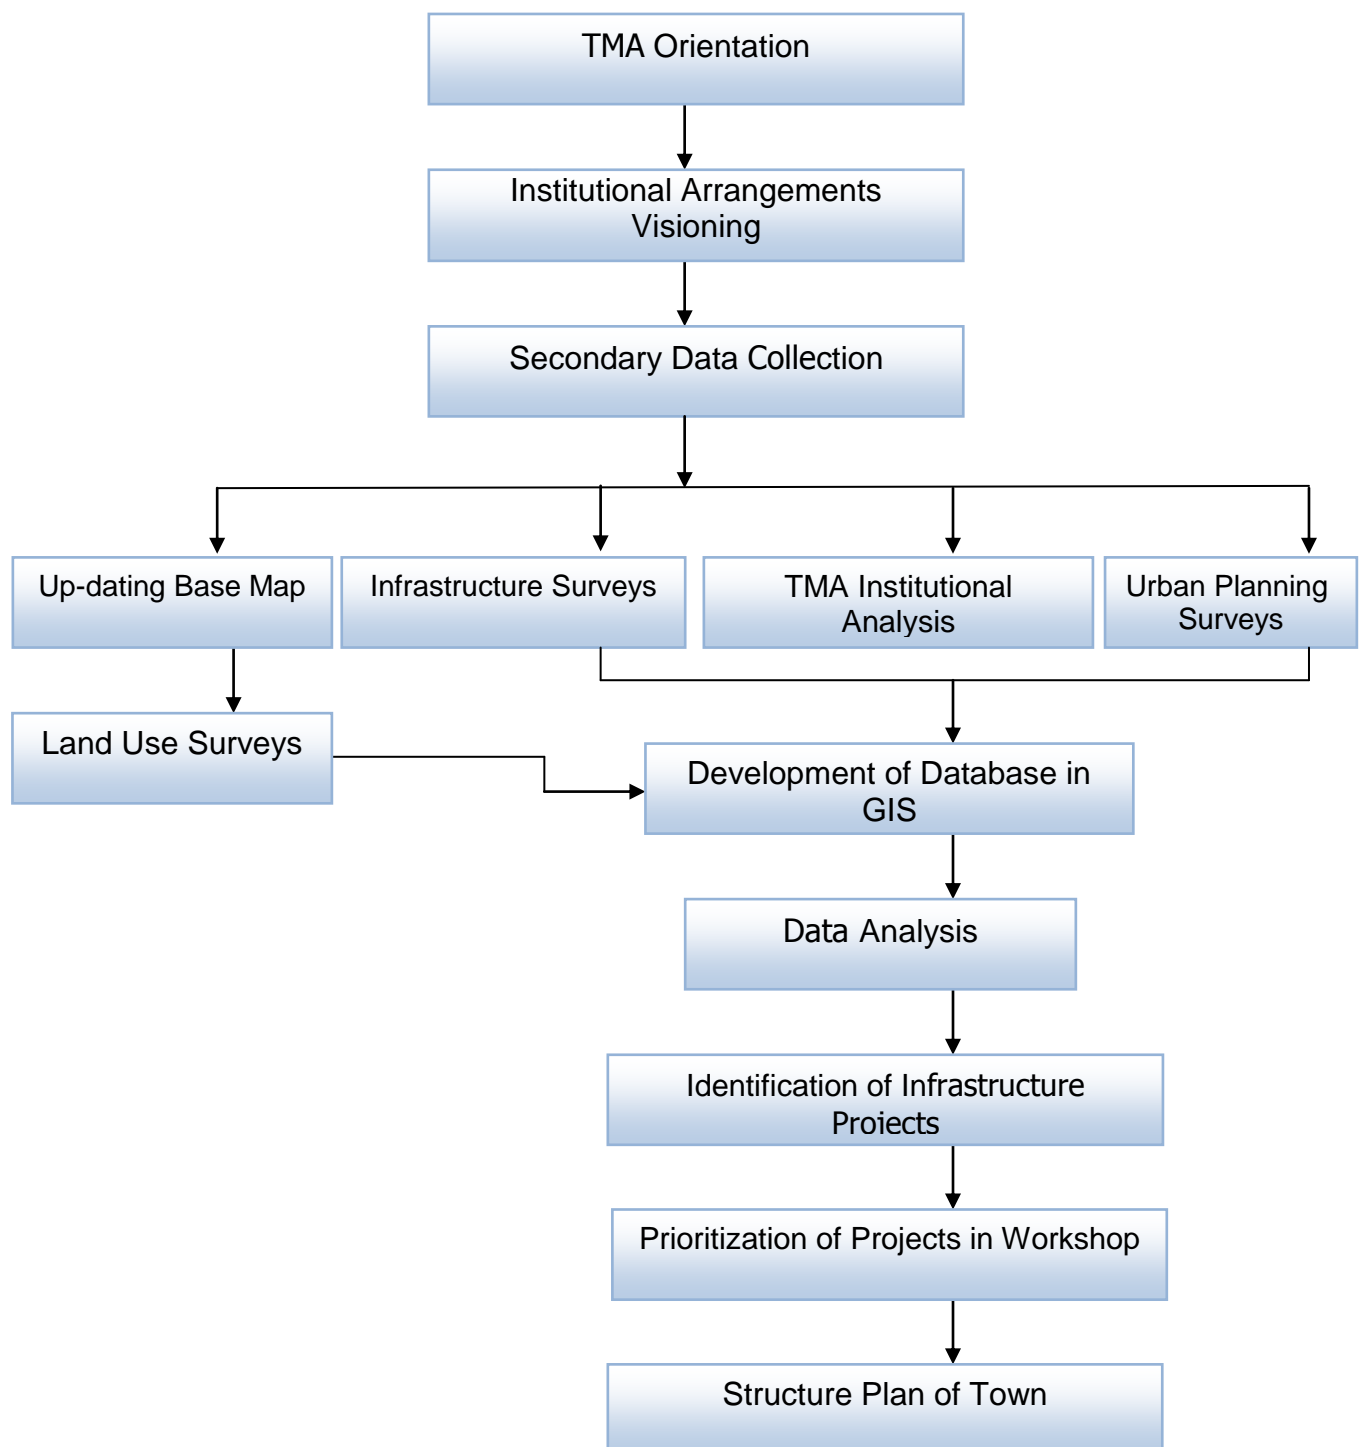 TMA Orientation
Institutional Arrangements
Visioning
Secondary Data Collection
Up-dating Base Map
Infrastructure Surveys
TMA Institutional
Analysis
Urban Planning
Surveys
Land Use Surveys
Development of Database in
GIS
Data Analysis
Identification of Infrastructure
Projects
Prioritization of Projects in Workshop
Structure Plan of Town